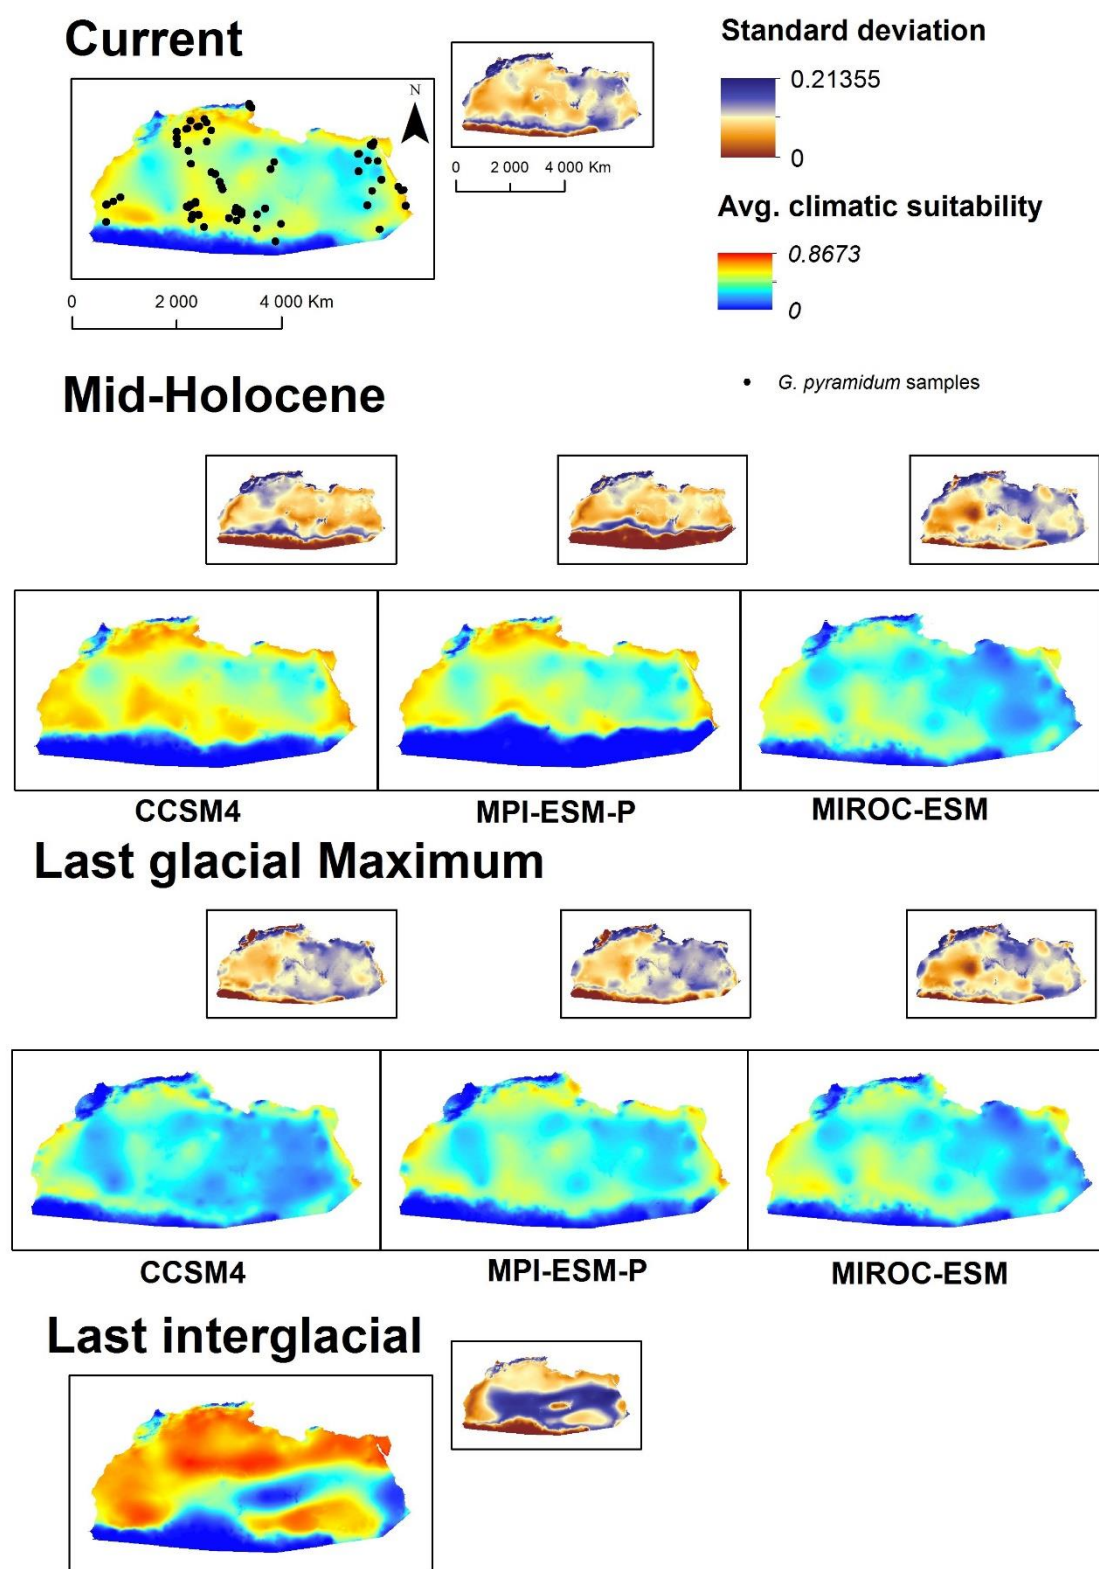 Current
N
0 2 000 4 000 Km
0 2 000 4 000 Km
Standard deviation
0.21355
0
Avg. climatic suitability
0.8673
0
G. pyramidum samples
Mid-Holocene
CCSM4 MPI-ESM-P MIROC-ESM
Last glacial Maximum
CCSM4 MPI-ESM-P MIROC-ESM
Last interglacial